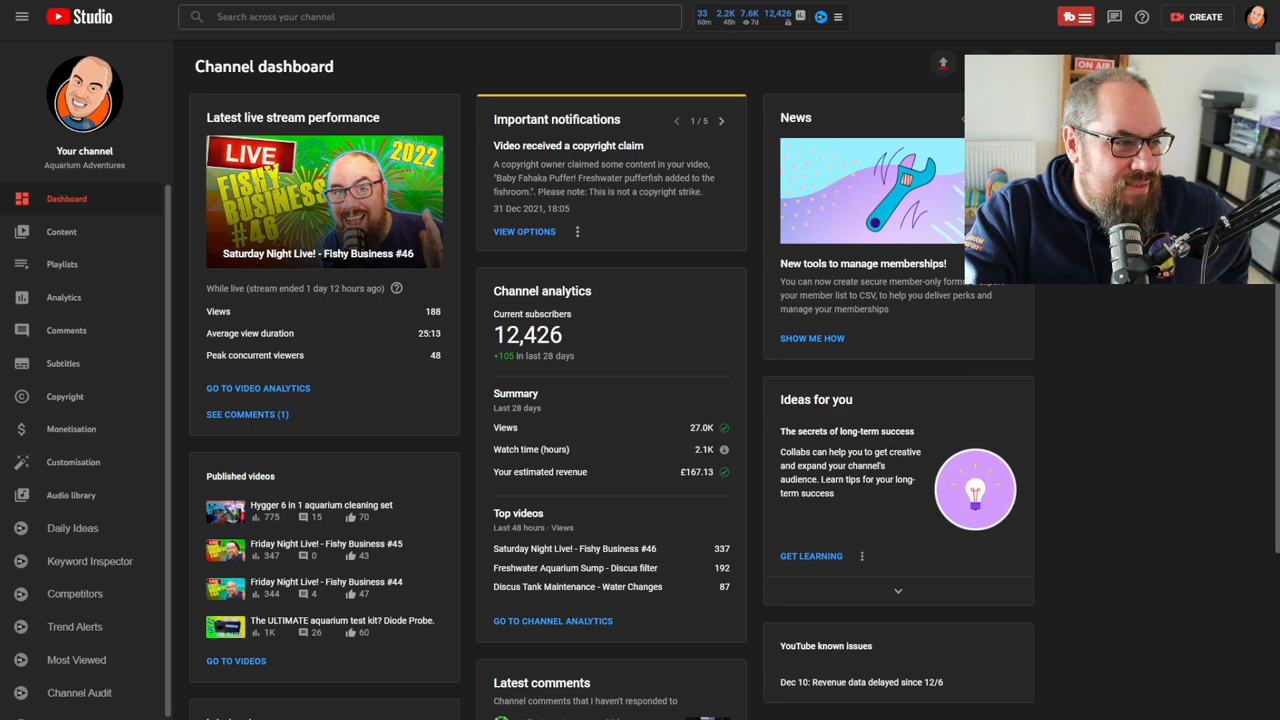 Studio
Search across your channel
33 2.2K 7.6K 12,426
60m 48h 7d
tb
CREATE
ON AIR
Your channel
Aquarium Adventures
Dashboard
Content
Playlists
Analytics
Comments
Subtitles
Copyright
Monetisation
Customisation
Audio library
Daily Ideas
Keyword Inspector
Competitors
Trend Alerts
Most Viewed
Channel Audit
Channel dashboard
Latest live stream performance
LIVE
2022
FISHY
BUSINESS
#46
Saturday Night Live! - Fishy Business #46
While live (stream ended 1 day 12 hours ago)
Views 188
Average view duration 25:13
Peak concurrent viewers 48
GO TO VIDEO ANALYTICS
SEE COMMENTS (1)
Published videos
Hygger 6 in 1 aquarium cleaning set
775 15 70
Friday Night Live! - Fishy Business #45
347 0 43
Friday Night Live! - Fishy Business #44
344 4 47
The ULTIMATE aquarium test kit? Diode Probe.
1K 26 60
GO TO VIDEOS
Important notifications
1 / 5
Video received a copyright claim
A copyright owner claimed some content in your video,
"Baby Fahaka Puffer! Freshwater pufferfish added to the
fishroom.". Please note: This is not a copyright strike.
31 Dec 2021, 18:05
VIEW OPTIONS
Channel analytics
Current subscribers
12,426
+105 in last 28 days
Summary
Last 28 days
Views 27.0K
Watch time (hours) 2.1K
Your estimated revenue £167.13
Top videos
Last 48 hours · Views
Saturday Night Live! - Fishy Business #46 337
Freshwater Aquarium Sump - Discus filter 192
Discus Tank Maintenance - Water Changes 87
GO TO CHANNEL ANALYTICS
Latest comments
Channel comments that I haven't responded to
News
New tools to manage memberships!
You can now create secure member-only form
your member list to CSV, to help you deliver perks and
manage your memberships
SHOW ME HOW
Ideas for you
The secrets of long-term success
Collabs can help you to get creative
and expand your channel's
audience. Learn tips for your long-
term success
GET LEARNING
YouTube known issues
Dec 10: Revenue data delayed since 12/6